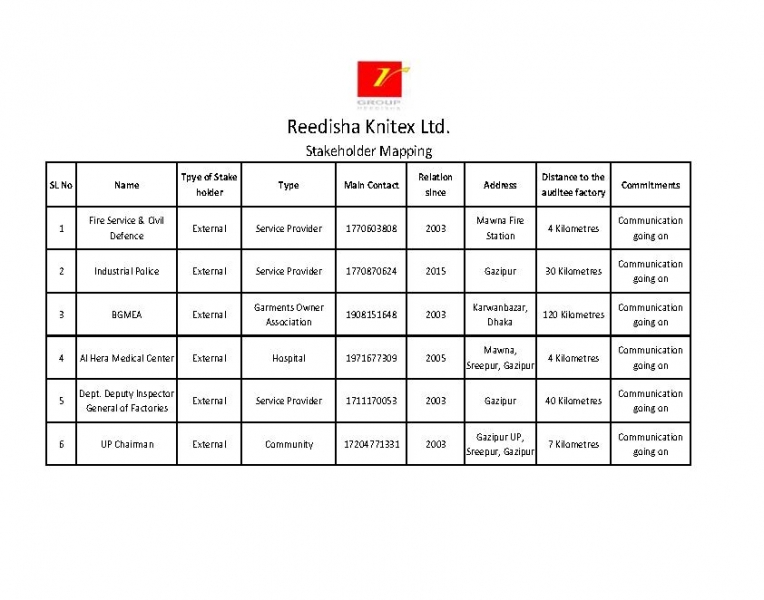 GROUP
Reedisha Knitex Ltd.
Stakeholder Mapping
SL No Name Tpye of Stake holder Type Main Contact Relation since Address Distance to the auditee factory Commitments
1 Fire Service & Civil Defence External Service Provider 1770603808 2003 Mawna Fire Station 4 Kilometres Communication going on
2 Industrial Police External Service Provider 1770870624 2015 Gazipur 30 Kilometres Communication going on
3 BGMEA External Garments Owner Association 1908151648 2003 Karwanbazar, Dhaka 120 Kilometres Communication going on
4 Al Hera Medical Center External Hospital 1971677309 2005 Mawna, Sreepur, Gazipur 4 Kilometres Communication going on
5 Dept. Deputy Inspector General of Factories External Service Provider 1711170053 2003 Gazipur 40 Kilometres Communication going on
6 UP Chairman External Community 17204771331 2003 Gazipur UP, Sreepur, Gazipur 7 Kilometres Communication going on